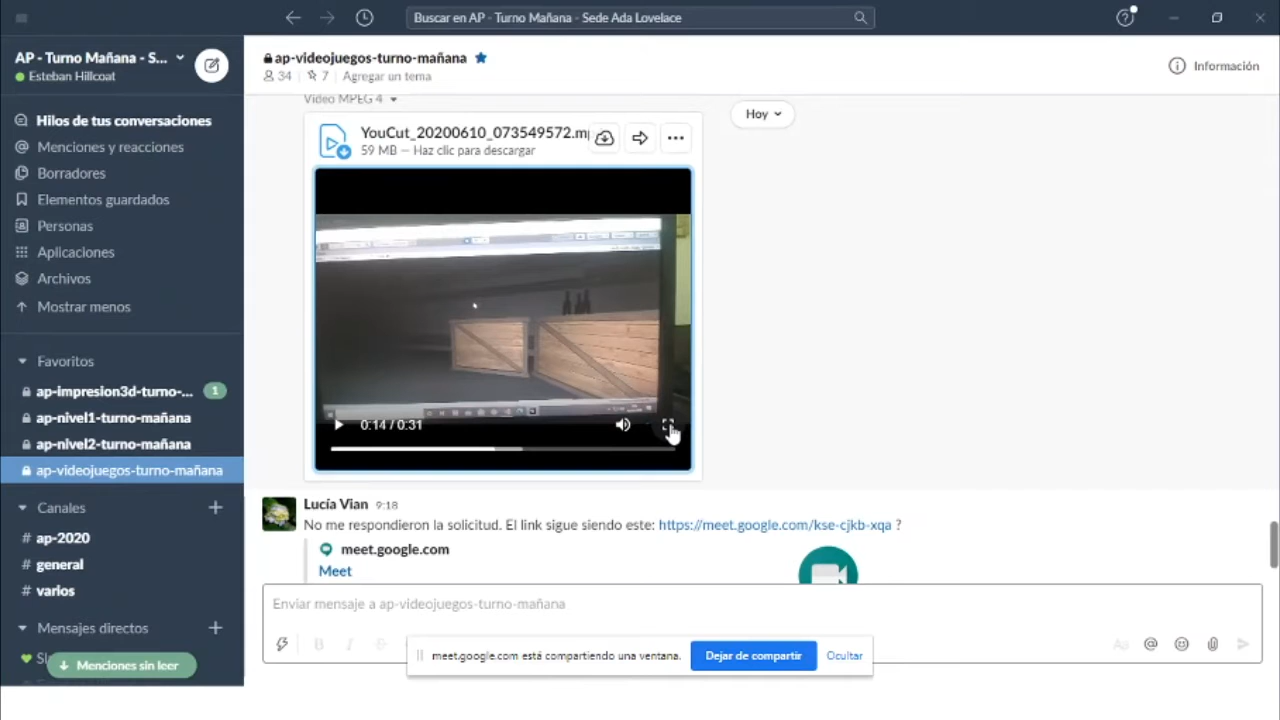 Buscar en AP - Turno Mañana - Sede Ada Lovelace
AP - Turno Mañana - S...
Esteban Hillcoat
Hilos de tus conversaciones
Menciones y reacciones
Borradores
Elementos guardados
Personas
Aplicaciones
Archivos
Mostrar menos
Favoritos
ap-impresion3d-turno-... 1
ap-nivel1-turno-mañana
ap-nivel2-turno-mañana
ap-videojuegos-turno-mañana
Canales
# ap-2020
# general
# varios
Mensajes directos
Menciones sin leer
ap-videojuegos-turno-mañana
34 7 Agregar un tema
Información
Video MPEG 4
Hoy
YouCut_20200610_073549572.m
59 MB — Haz clic para descargar
0:14 / 0:31
Lucía Vian 9:18
No me respondieron la solicitud. El link sigue siendo este: https://meet.google.com/kse-cjkb-xqa ?
meet.google.com
Meet
Enviar mensaje a ap-videojuegos-turno-mañana
meet.google.com está compartiendo una ventana. Dejar de compartir Ocultar